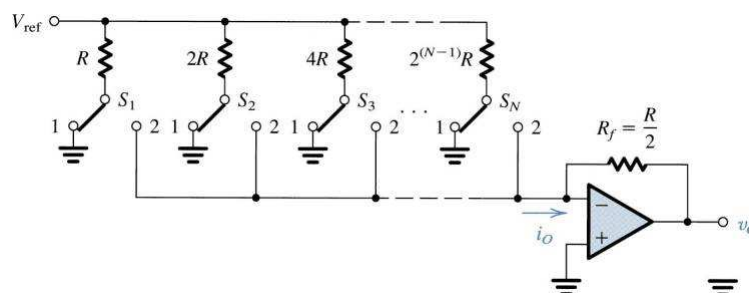 V_ref
R 2R 4R 2^(N−1)R
S_1 S_2 S_3 . . . S_N
1 2 1 2 1 2 1 2
R_f = R/2
−
i_O
+